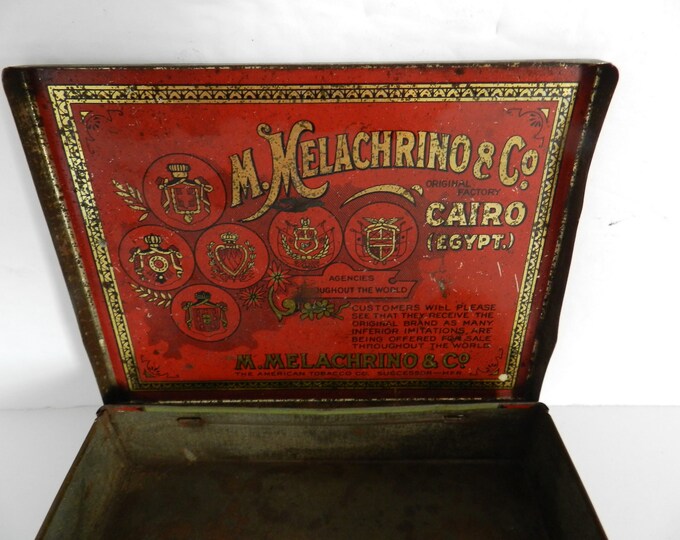 M. MELACHRINO & Co
ORIGINAL FACTORY
CAIRO
(EGYPT.)
AGENCIES
THROUGHOUT THE WORLD
CUSTOMERS WILL PLEASE
SEE THAT THEY RECEIVE THE
ORIGINAL BRAND AS MANY
INFERIOR IMITATIONS ARE
BEING OFFERED FOR SALE
THROUGHOUT THE WORLD.
M. MELACHRINO & Co
THE AMERICAN TOBACCO CO. SUCCESSOR